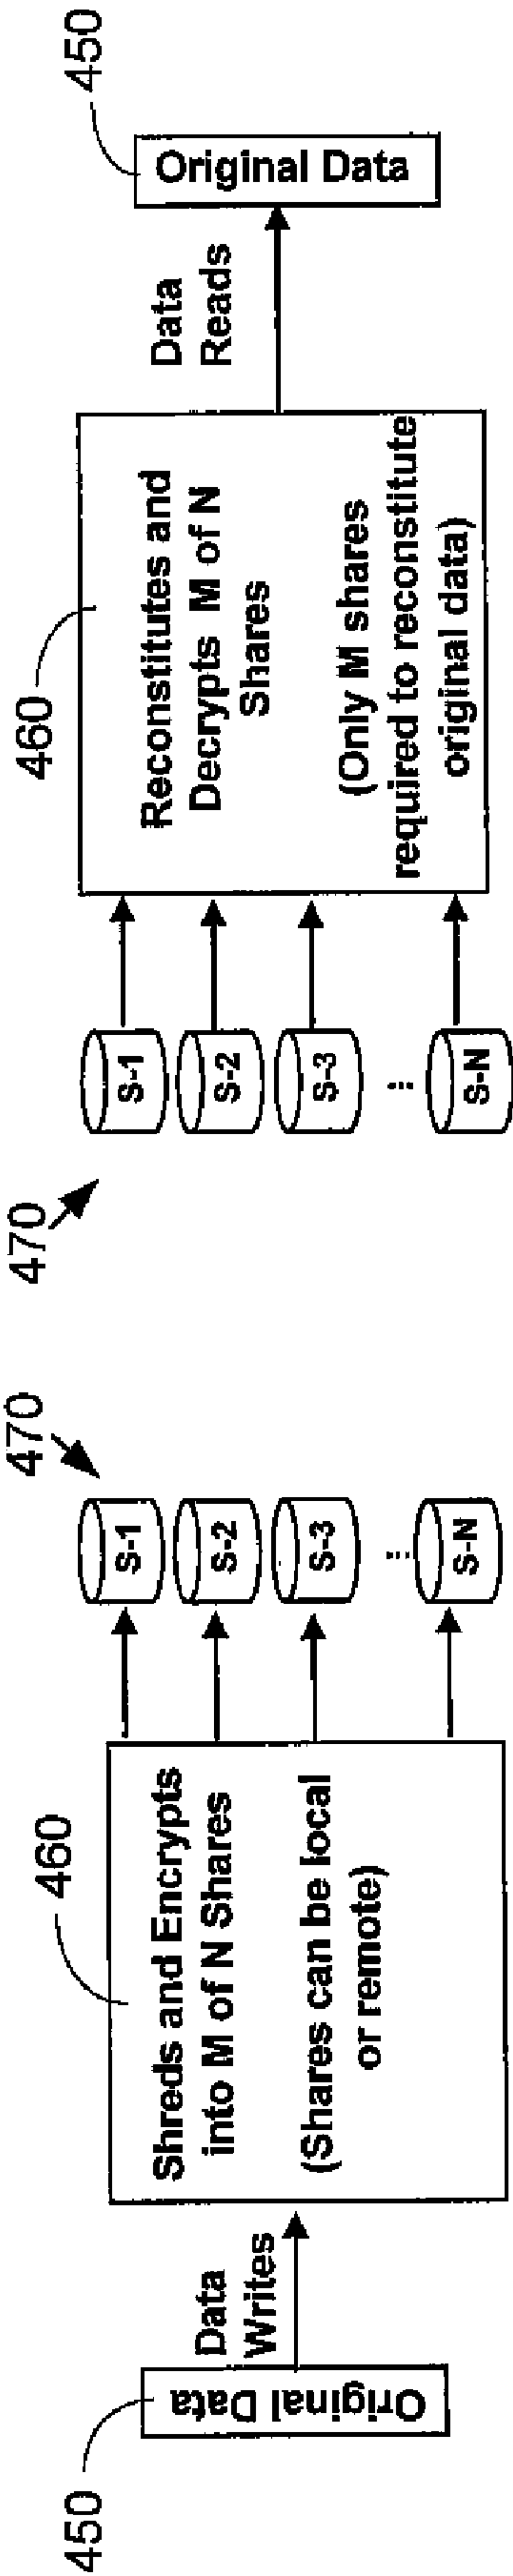 450
Original Data
Data
Writes
460
Shreds and Encrypts
into M of N Shares
(Shares can be local
or remote)
470
S-1
S-2
S-3
...
S-N
470
S-1
S-2
S-3
...
S-N
460
Reconstitutes and
Decrypts M of N
Shares
(Only M shares
required to reconstitute
original data)
Data
Reads
450
Original Data